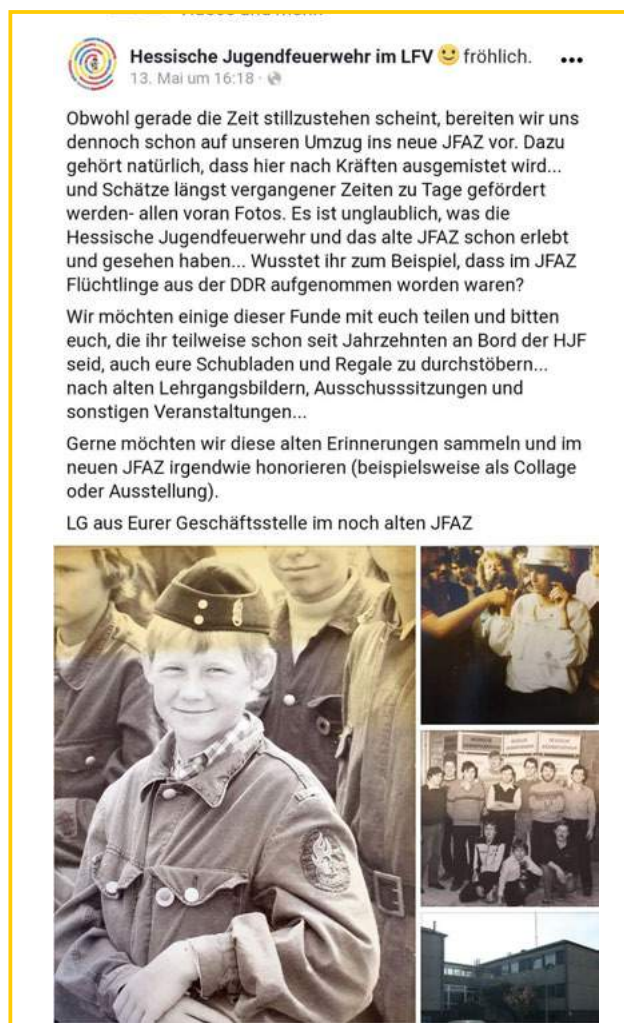 Hessische Jugendfeuerwehr im LFV 🙂 fröhlich.
13. Mai um 16:18 ·
Obwohl gerade die Zeit stillzustehen scheint, bereiten wir uns
dennoch schon auf unseren Umzug ins neue JFAZ vor. Dazu
gehört natürlich, dass hier nach Kräften ausgemistet wird...
und Schätze längst vergangener Zeiten zu Tage gefördert
werden- allen voran Fotos. Es ist unglaublich, was die
Hessische Jugendfeuerwehr und das alte JFAZ schon erlebt
und gesehen haben... Wusstet ihr zum Beispiel, dass im JFAZ
Flüchtlinge aus der DDR aufgenommen worden waren?
Wir möchten einige dieser Funde mit euch teilen und bitten
euch, die ihr teilweise schon seit Jahrzehnten an Bord der HJF
seid, auch eure Schubladen und Regale zu durchstöbern...
nach alten Lehrgangsbildern, Ausschusssitzungen und
sonstigen Veranstaltungen...
Gerne möchten wir diese alten Erinnerungen sammeln und im
neuen JFAZ irgendwie honorieren (beispielsweise als Collage
oder Ausstellung).
LG aus Eurer Geschäftsstelle im noch alten JFAZ